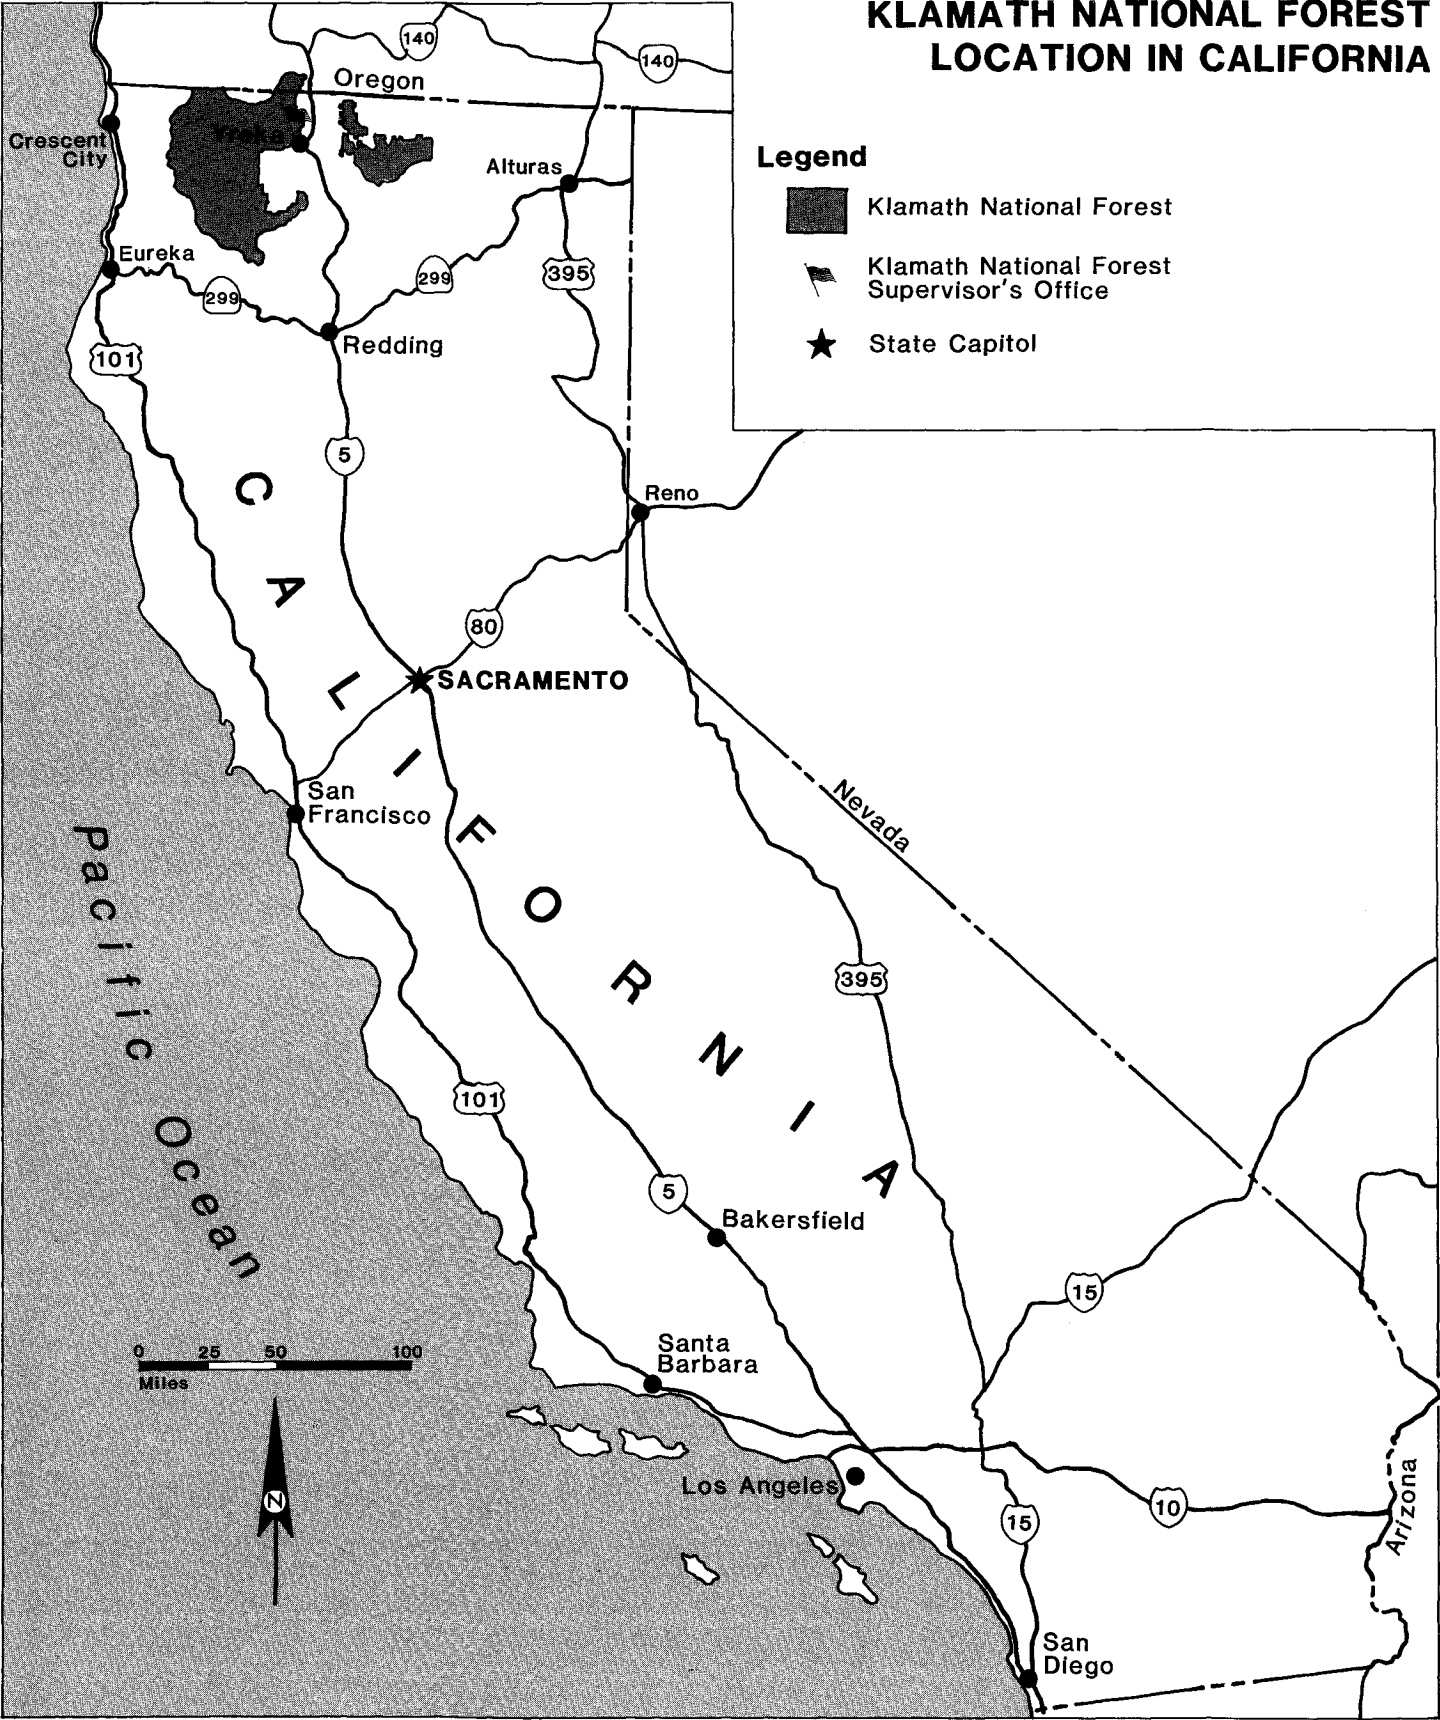 KLAMATH NATIONAL FOREST
LOCATION IN CALIFORNIA
140
140
Oregon
Crescent
City
Yreka
Alturas
Legend
Klamath National Forest
Klamath National Forest
Supervisor's Office
State Capitol
Eureka
299
299
395
101
Redding
5
Reno
CALIFORNIA
80
SACRAMENTO
San
Francisco
Nevada
Pacific Ocean
395
101
5
Bakersfield
15
0 25 50 100
Miles
Santa
Barbara
N
Los Angeles
15
10
Arizona
San
Diego